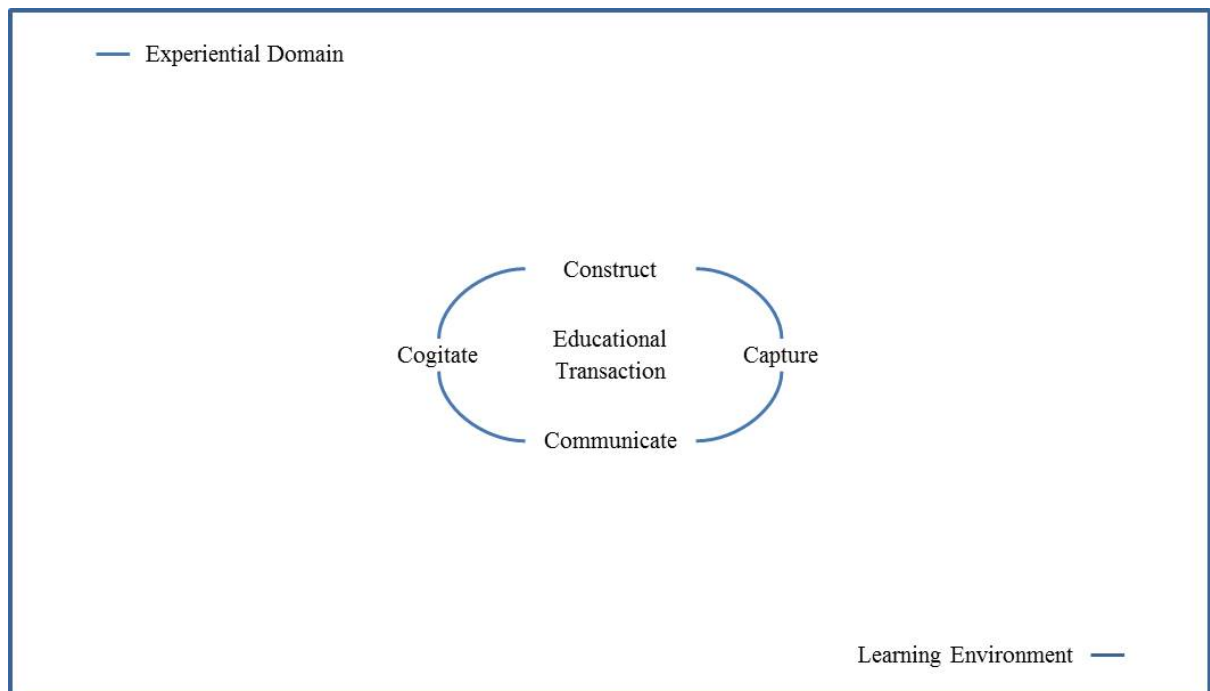 Experiential Domain
Construct
Educational
Transaction
Cogitate
Capture
Communicate
Learning Environment